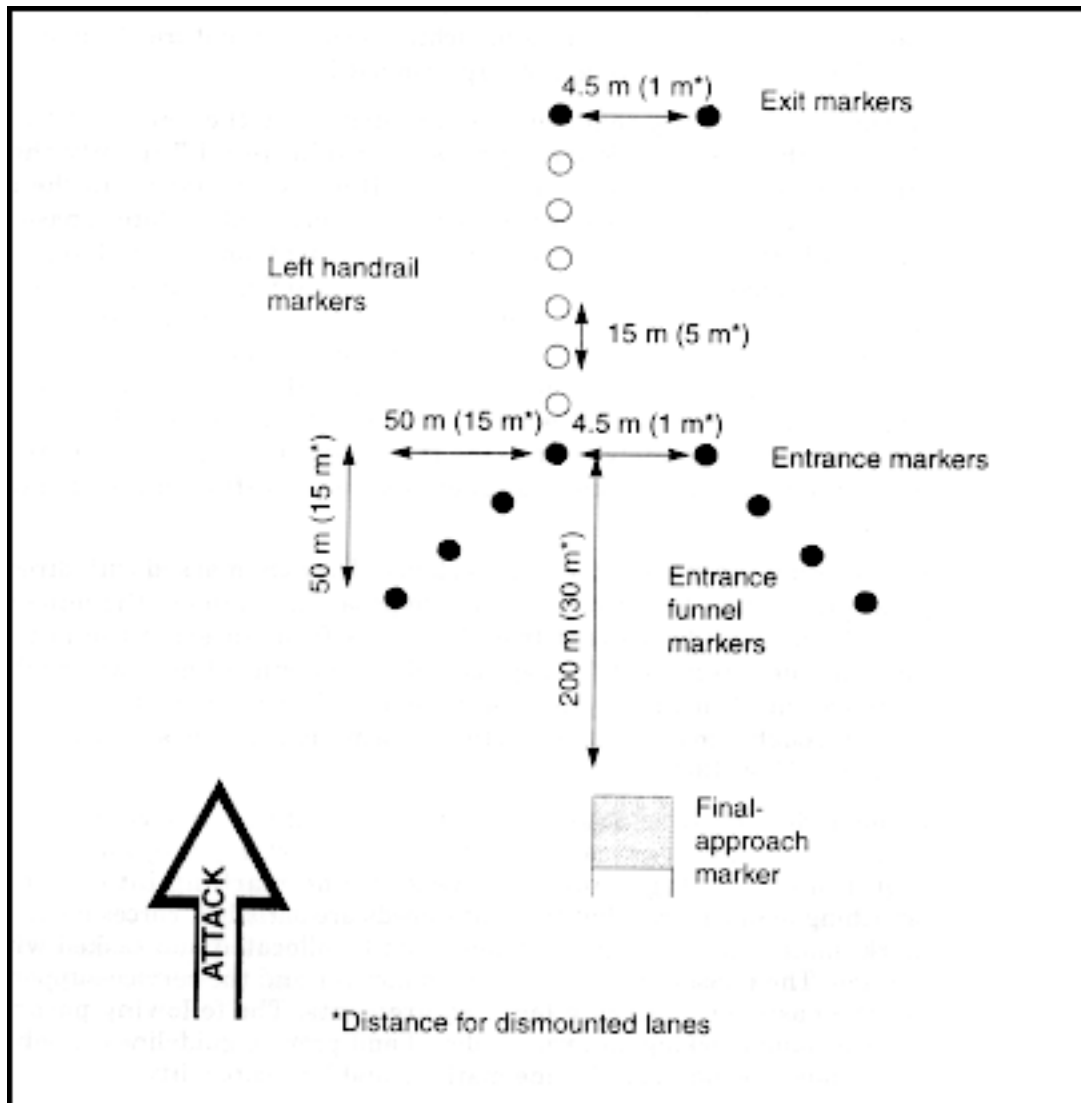 4.5 m (1 m*)
Exit markers
Left handrail
markers
15 m (5 m*)
50 m (15 m*)
4.5 m (1 m*)
Entrance markers
50 m (15 m*)
200 m (30 m*)
Entrance
funnel
markers
Final-
approach
marker
ATTACK
*Distance for dismounted lanes